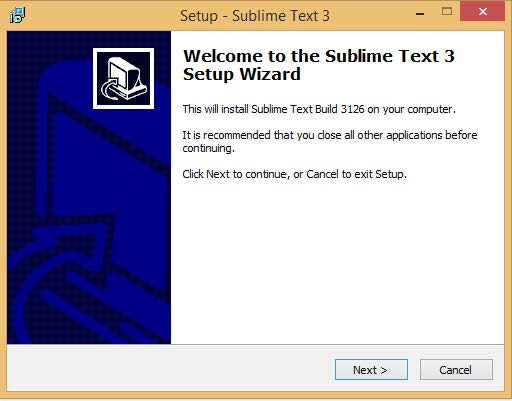 Setup - Sublime Text 3
Welcome to the Sublime Text 3
Setup Wizard
This will install Sublime Text Build 3126 on your computer.
It is recommended that you close all other applications before
continuing.
Click Next to continue, or Cancel to exit Setup.
Next >
Cancel